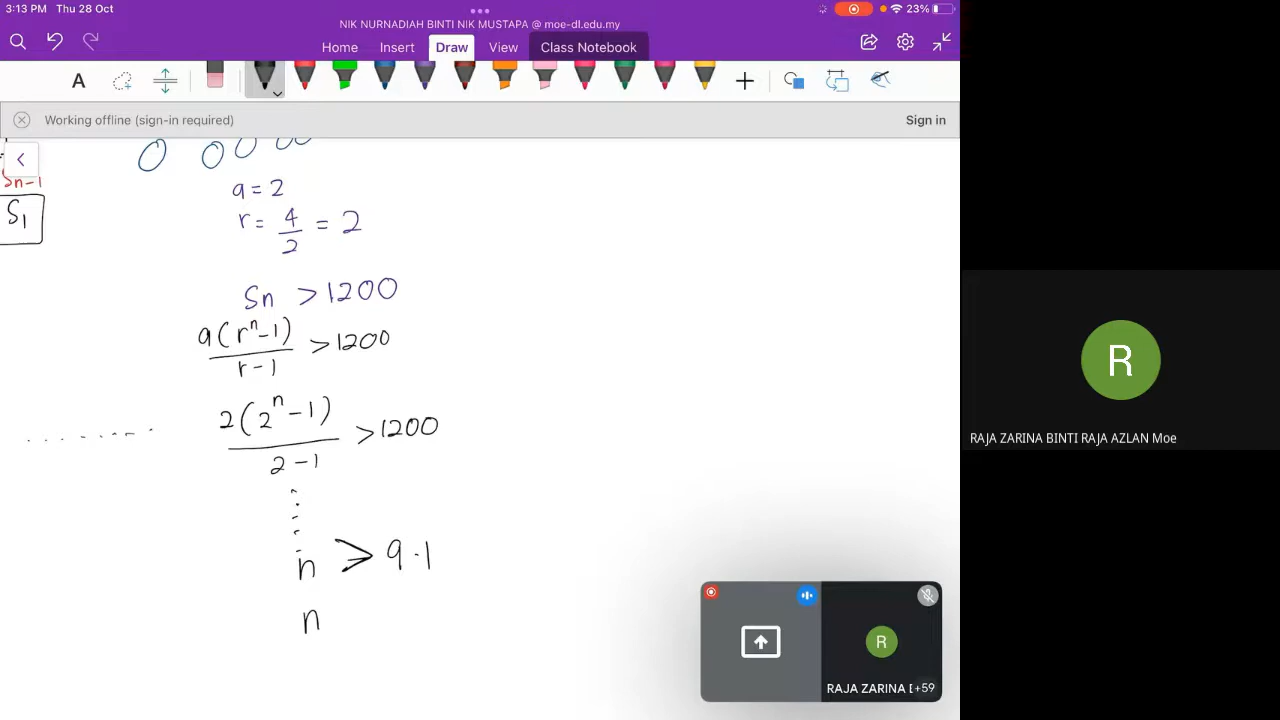 3:13 PM Thu 28 Oct
23%
NIK NURNADIAH BINTI NIK MUSTAPA @ moe-dl.edu.my
Home Insert Draw View Class Notebook
A
Working offline (sign-in required) Sign in
Sn-1
S1
a = 2
r = 4/2 = 2
Sn > 1200
a(r^n-1)/r-1 > 1200
2(2^n-1)/2-1 > 1200
n > 9.1
n
R
RAJA ZARINA BINTI RAJA AZLAN Moe
R
RAJA ZARINA E +59